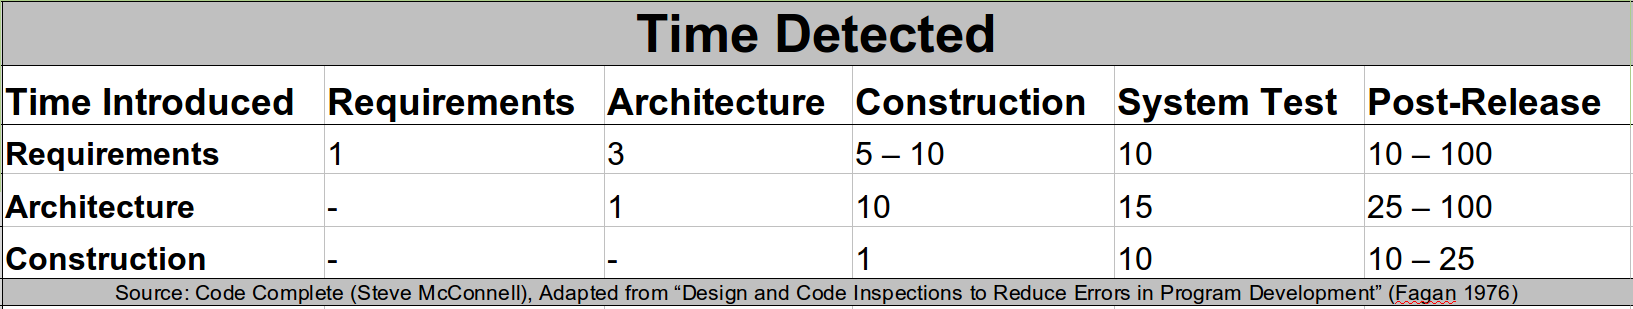 Time Detected
Time Introduced Requirements Architecture Construction System Test Post-Release
Requirements 1 3 5 – 10 10 10 – 100
Architecture - 1 10 15 25 – 100
Construction - - 1 10 10 – 25
Source: Code Complete (Steve McConnell), Adapted from “Design and Code Inspections to Reduce Errors in Program Development” (Fagan 1976)